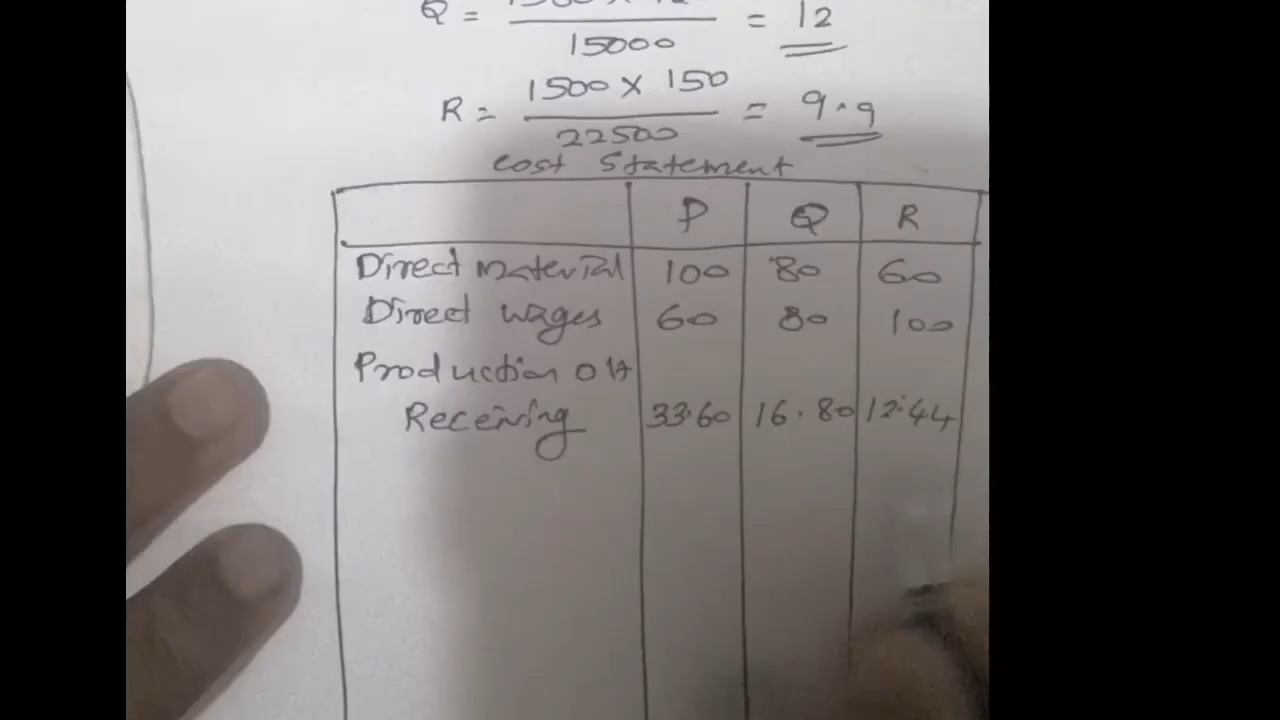 Q = 15000 = 12
R = 1500 X 150 / 22500 = 9.9
Cost Statement
P Q R
Direct material 100 80 60
Direct wages 60 80 100
Production OH
Receiving 33.60 16.80 12.44